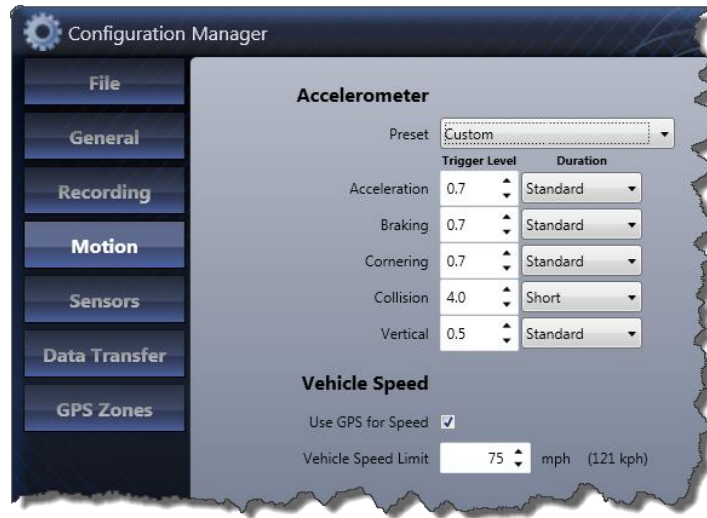 Configuration Manager
File
General
Recording
Motion
Sensors
Data Transfer
GPS Zones
Accelerometer
Preset Custom
Trigger Level Duration
Acceleration 0.7 Standard
Braking 0.7 Standard
Cornering 0.7 Standard
Collision 4.0 Short
Vertical 0.5 Standard
Vehicle Speed
Use GPS for Speed
Vehicle Speed Limit 75 mph (121 kph)